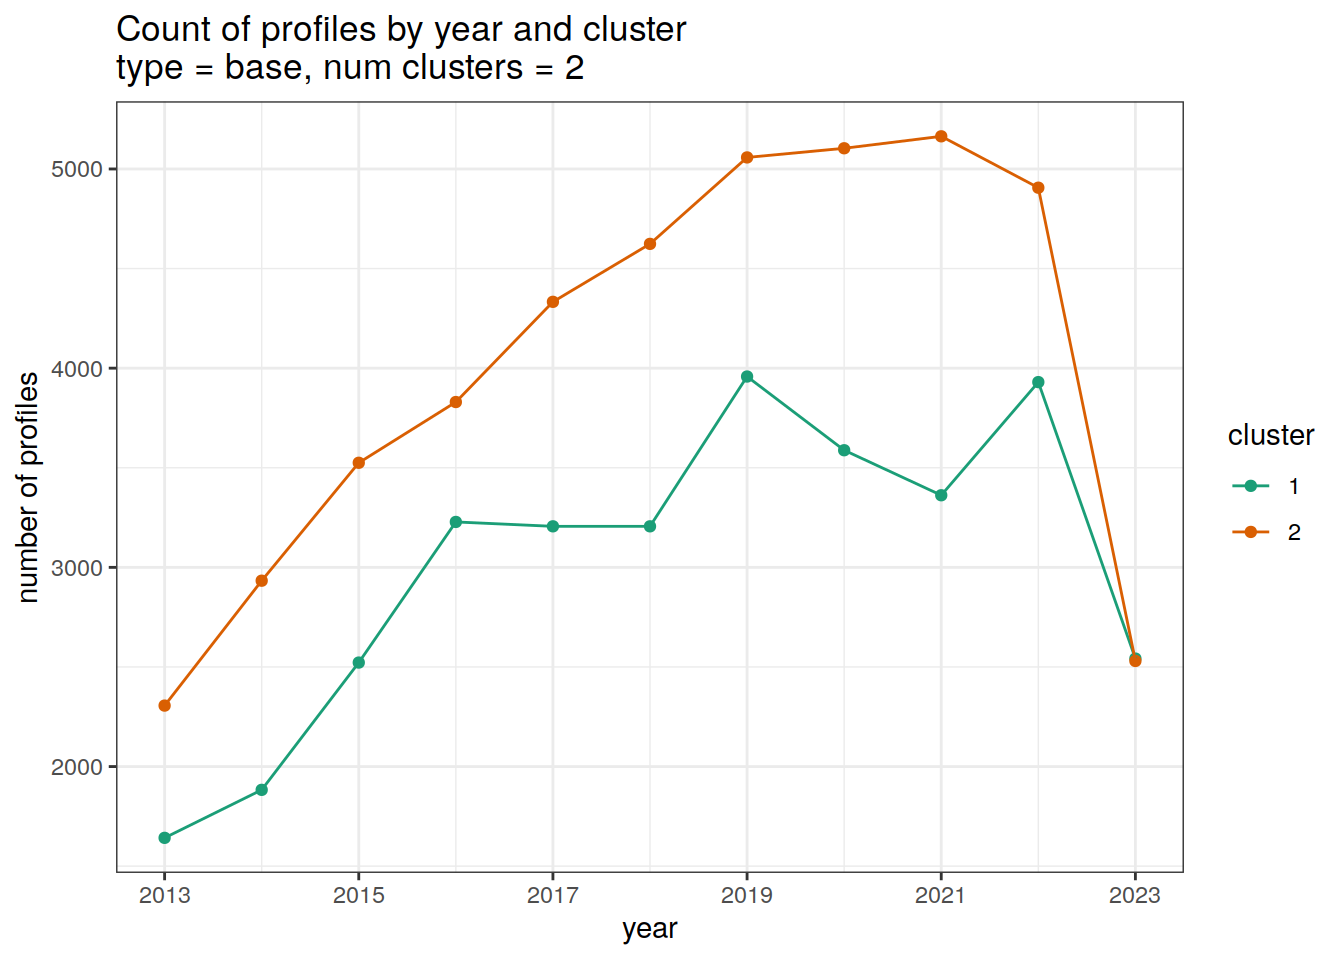 Count of profiles by year and cluster
type = base, num clusters = 2
5000
4000
3000
2000
number of profiles
2013 2015 2017 2019 2021 2023
year
cluster
1
2